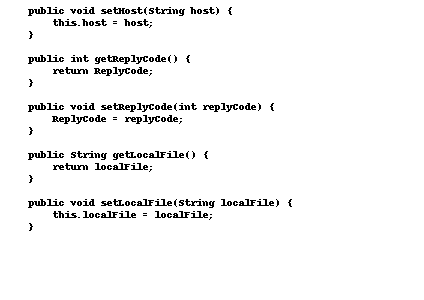 public void setHost(String host) {
this.host = host;
}
public int getReplyCode() {
return ReplyCode;
}
public void setReplyCode(int replyCode) {
ReplyCode = replyCode;
}
public String getLocalFile() {
return localFile;
}
public void setLocalFile(String localFile) {
this.localFile = localFile;
}